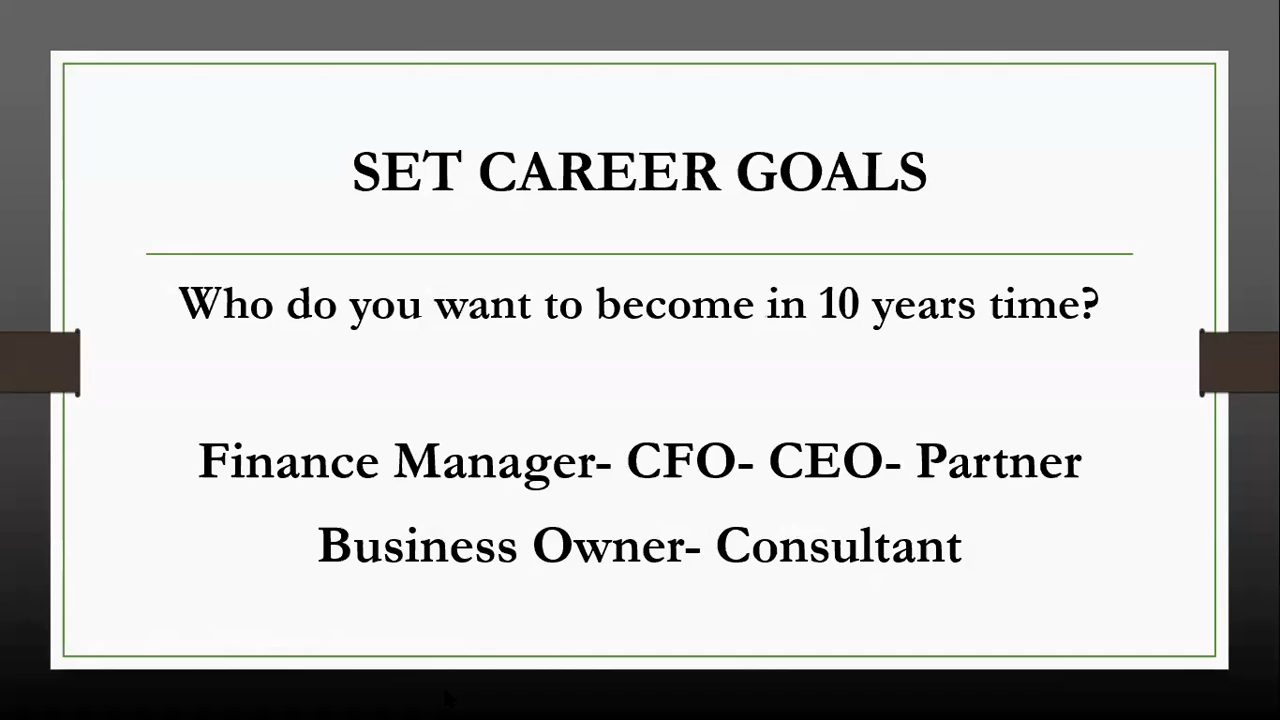 SET CAREER GOALS
Who do you want to become in 10 years time?
Finance Manager- CFO- CEO- Partner
Business Owner- Consultant